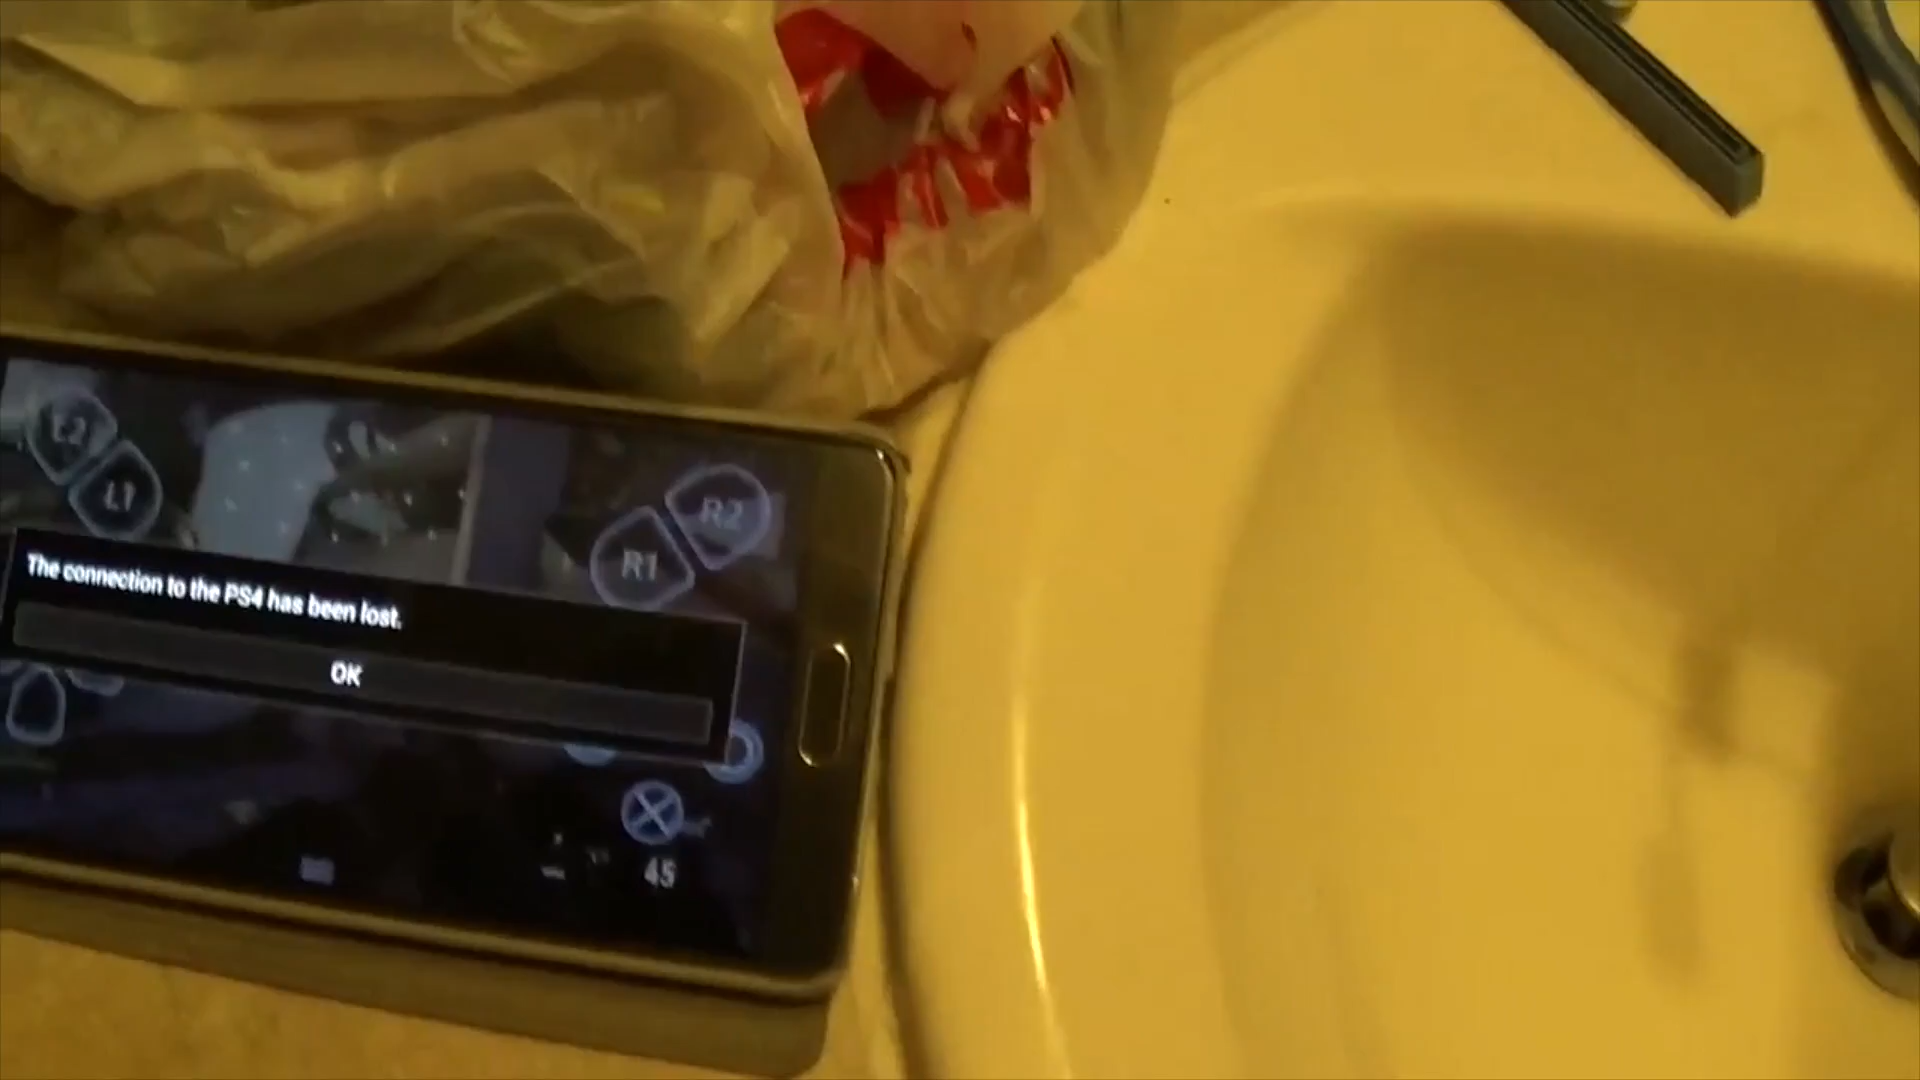 L2
L1
R2
R1
The connection to the PS4 has been lost.
OK
45